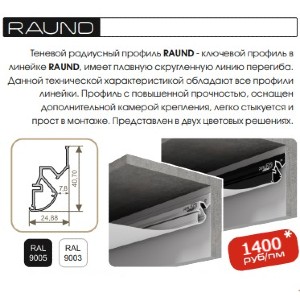 RAUND
Теневой радиусный профиль RAUND - ключевой профиль в
линейке RAUND, имеет плавную скругленную линию перегиба.
Данной технической характеристикой обладают все профили
линейки. Профиль с повышенной прочностью, оснащен
дополнительной камерой крепления, легко стыкуется и
прост в монтаже. Представлен в двух цветовых решениях.
7,8
40,70
24,88
RAL
9005
RAL
9003
1400*
РУБ/ПМ